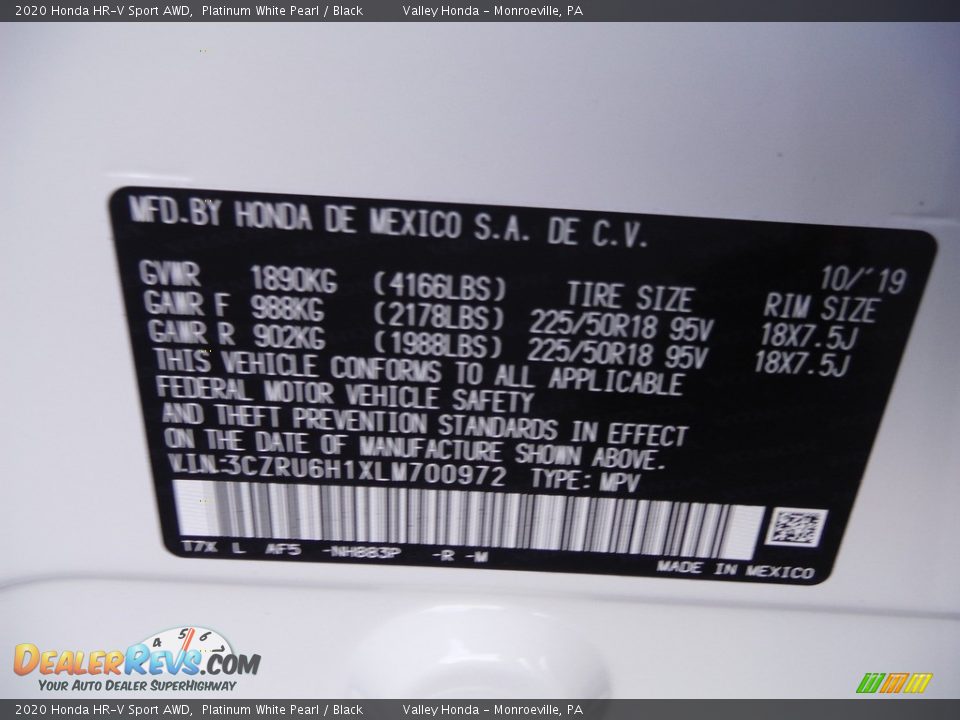 2020 Honda HR-V Sport AWD, Platinum White Pearl / Black Valley Honda - Monroeville, PA
MFD.BY HONDA DE MEXICO S.A. DE C.V.
10/'19
GVWR 1890KG (4166LBS) TIRE SIZE RIM SIZE
GAWR F 988KG (2178LBS) 225/50R18 95V 18X7.5J
GAWR R 902KG (1988LBS) 225/50R18 95V 18X7.5J
THIS VEHICLE CONFORMS TO ALL APPLICABLE
FEDERAL MOTOR VEHICLE SAFETY
AND THEFT PREVENTION STANDARDS IN EFFECT
ON THE DATE OF MANUFACTURE SHOWN ABOVE.
V.I.N.-3CZRU6H1XLM700972 TYPE: MPV
T7X L AF5 -NH883P -R -M
MADE IN MEXICO
4 5 6
DEALERREVS.COM
YOUR AUTO DEALER SUPERHIGHWAY
2020 Honda HR-V Sport AWD, Platinum White Pearl / Black Valley Honda - Monroeville, PA